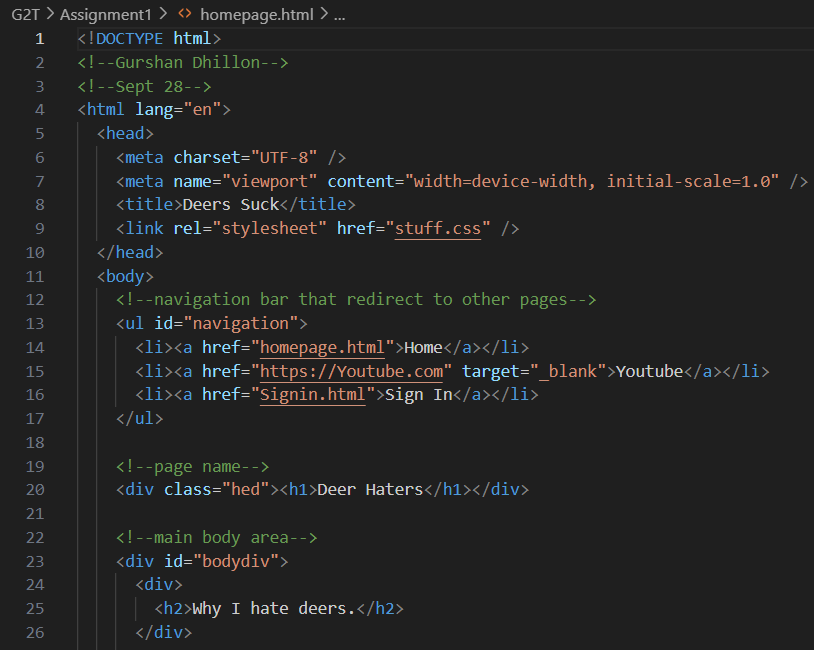 G2T > Assignment1 > <> homepage.html > ...
1 <!DOCTYPE html>
2 <!--Gurshan Dhillon-->
3 <!--Sept 28-->
4 <html lang="en">
5   <head>
6     <meta charset="UTF-8" />
7     <meta name="viewport" content="width=device-width, initial-scale=1.0" />
8     <title>Deers Suck</title>
9     <link rel="stylesheet" href="stuff.css" />
10   </head>
11   <body>
12     <!--navigation bar that redirect to other pages-->
13     <ul id="navigation">
14       <li><a href="homepage.html">Home</a></li>
15       <li><a href="https://Youtube.com" target="_blank">Youtube</a></li>
16       <li><a href="Signin.html">Sign In</a></li>
17     </ul>
18
19     <!--page name-->
20     <div class="hed"><h1>Deer Haters</h1></div>
21
22     <!--main body area-->
23     <div id="bodydiv">
24       <div>
25         <h2>Why I hate deers.</h2>
26       </div>